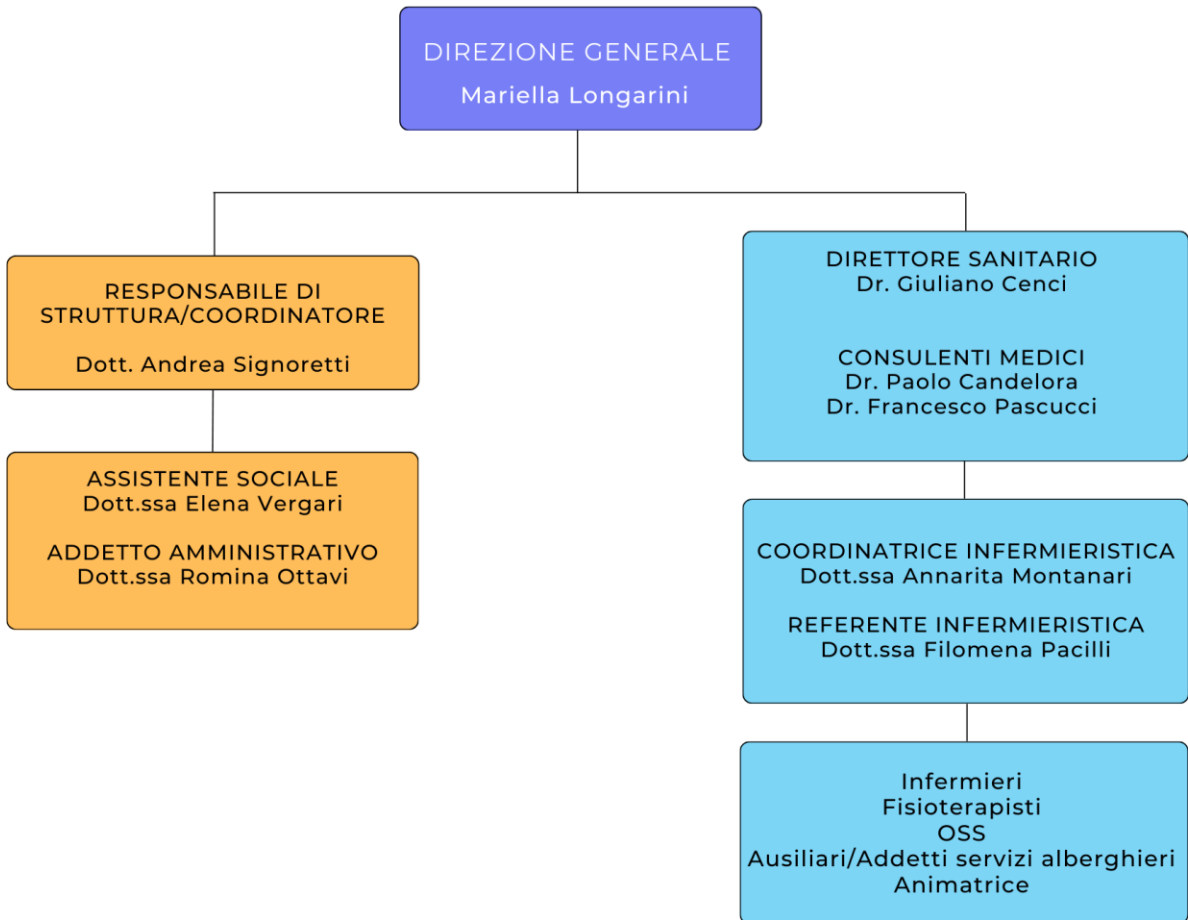 DIREZIONE GENERALE
Mariella Longarini
RESPONSABILE DI
STRUTTURA/COORDINATORE
Dott. Andrea Signoretti
ASSISTENTE SOCIALE
Dott.ssa Elena Vergari
ADDETTO AMMINISTRATIVO
Dott.ssa Romina Ottavi
DIRETTORE SANITARIO
Dr. Giuliano Cenci
CONSULENTI MEDICI
Dr. Paolo Candelora
Dr. Francesco Pascucci
COORDINATRICE INFERMIERISTICA
Dott.ssa Annarita Montanari
REFERENTE INFERMIERISTICA
Dott.ssa Filomena Pacilli
Infermieri
Fisioterapisti
OSS
Ausiliari/Addetti servizi alberghieri
Animatrice